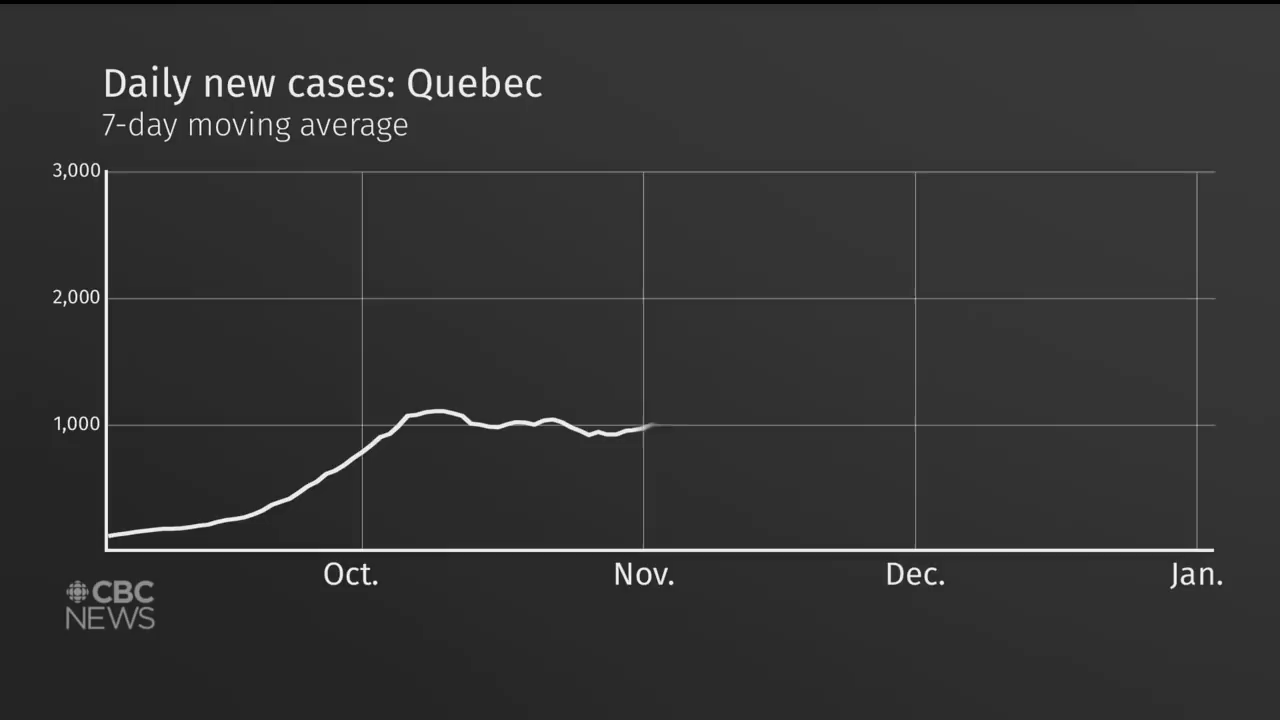 Daily new cases: Quebec
7-day moving average
3,000
2,000
1,000
Oct. Nov. Dec. Jan.
CBC
NEWS